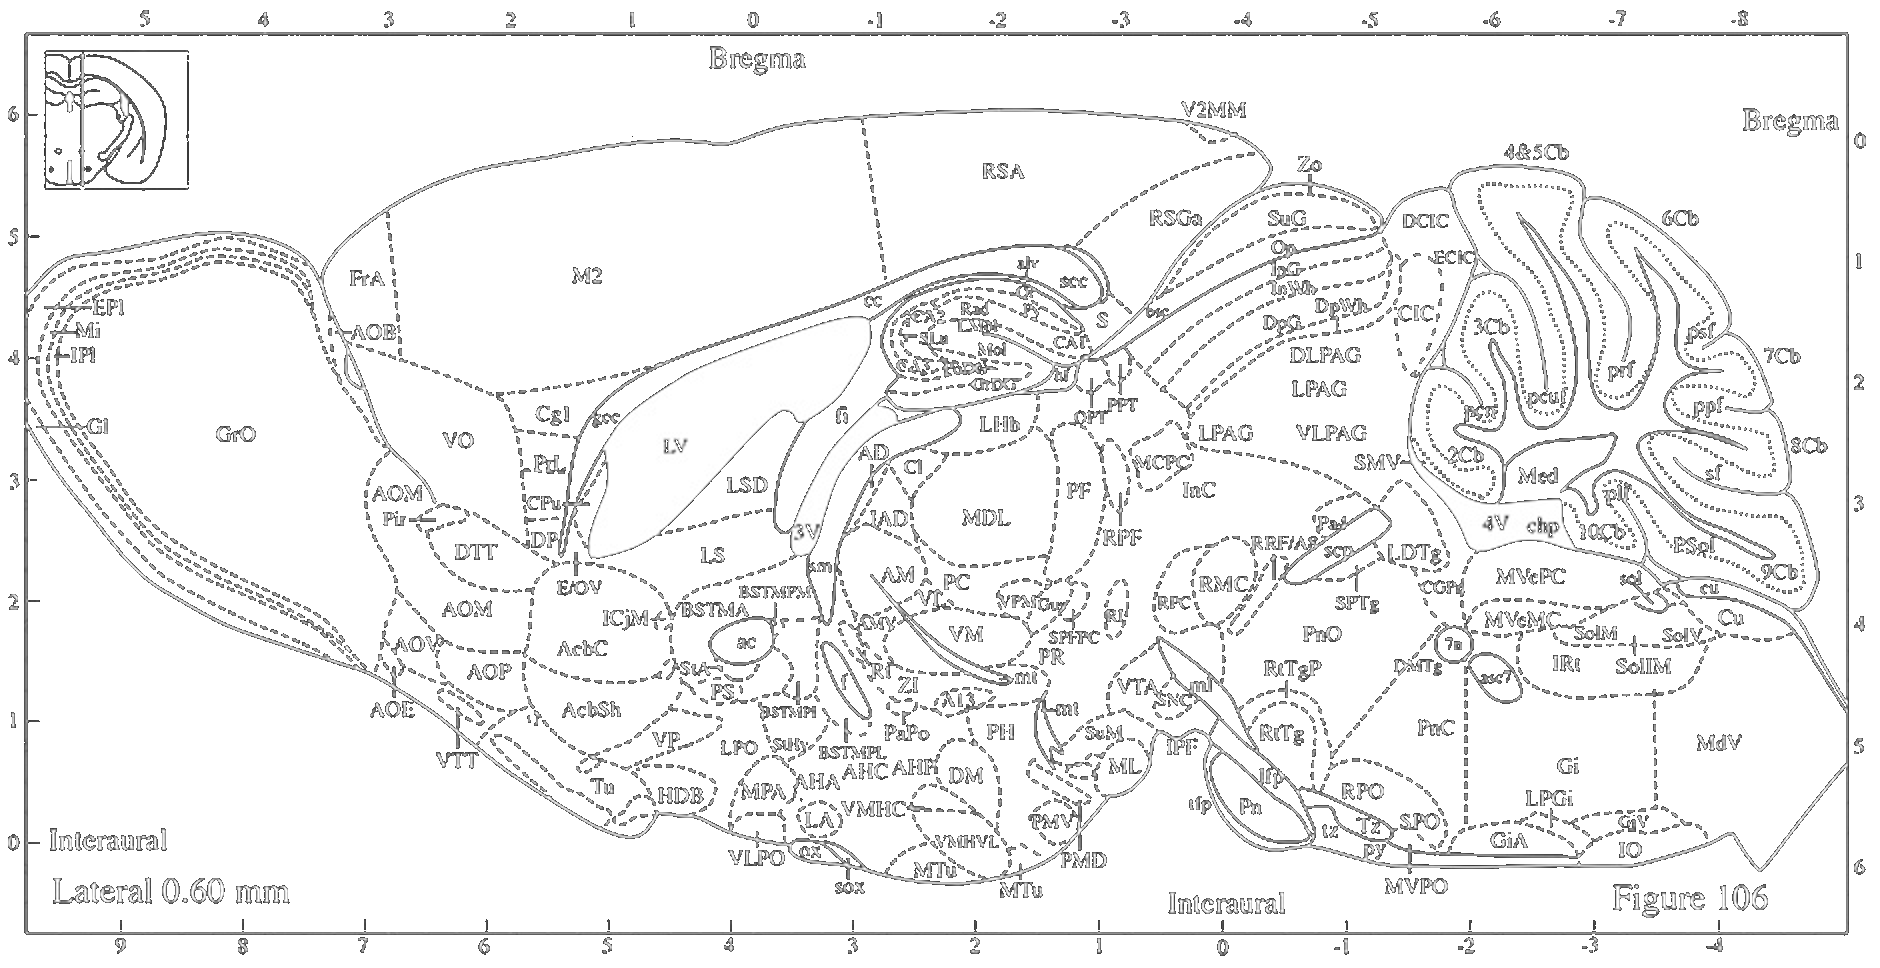 5 4 3 2 1 0 -1 -2 -3 -4 -5 -6 -7 -8
Bregma
V2MM
6
Bregma
0
4&5Cb
RSA
Zo
RSGa
SuG
DCIC
6Cb
5
M2
FrA
alv
scc
Op
InG
InWh
ECIC
1
EPl
cc
Or
DpWh
CIC
Mi
AOB
CA2
Rad
Py
S
bsc
DpG
3Cb
psf
IPl
SLu
Mol
CA1
DLPAG
prf
7Cb
4
CA3
PoDG
GrDG
hf
LPAG
2
OPT
PPT
pcuf
ppf
Gl
GrO
VO
Cg1
gcc
LV
fi
LHb
LPAG
VLPAG
pcn
8Cb
PrL
LSD
AD
Cl
PF
MCPC
SMV
2Cb
Med
sf
3
AOM
CPu
MDL
InC
plf
3
Pir
DP
3V
IAD
RPF
Pa4
4V
chp
10Cb
DTT
LS
sm
RRF/A8
scp
LDTg
PSol
E/OV
AM
PC
RMC
CGPn
MVePC
sol
9Cb
2
AOM
ICjM
BSTMA
BSTMPM
VL
VPM
Gu
RI
RPC
SPTg
cu
AOV
AcbC
ac
VM
SPFPC
PnO
MVeMC
SolM
SolV
Cu
4
AOP
StA
Rt
PR
RtTgP
DMTg
7n
IRt
SolIM
PS
f
ZI
mt
VTA
ml
asc7
AOE
AcbSh
BSTMPI
A13
SNC
1
VTT
VP
LPO
StHy
BSTMPL
PaPo
PH
mt
SuM
IPF
RtTg
PnC
MdV
5
Tu
HDB
MPA
AHA
AHC
AHP
DM
ML
lfp
RPO
Gi
LA
VMHC
PMV
tfp
Pn
tz
Tz
SPO
LPGi
GiV
0
Interaural
VLPO
ox
VMHVL
PMD
py
GiA
IO
6
Lateral 0.60 mm
sox
MTu
MTu
MVPO
Interaural
Figure 106
9 8 7 6 5 4 3 2 1 0 -1 -2 -3 -4